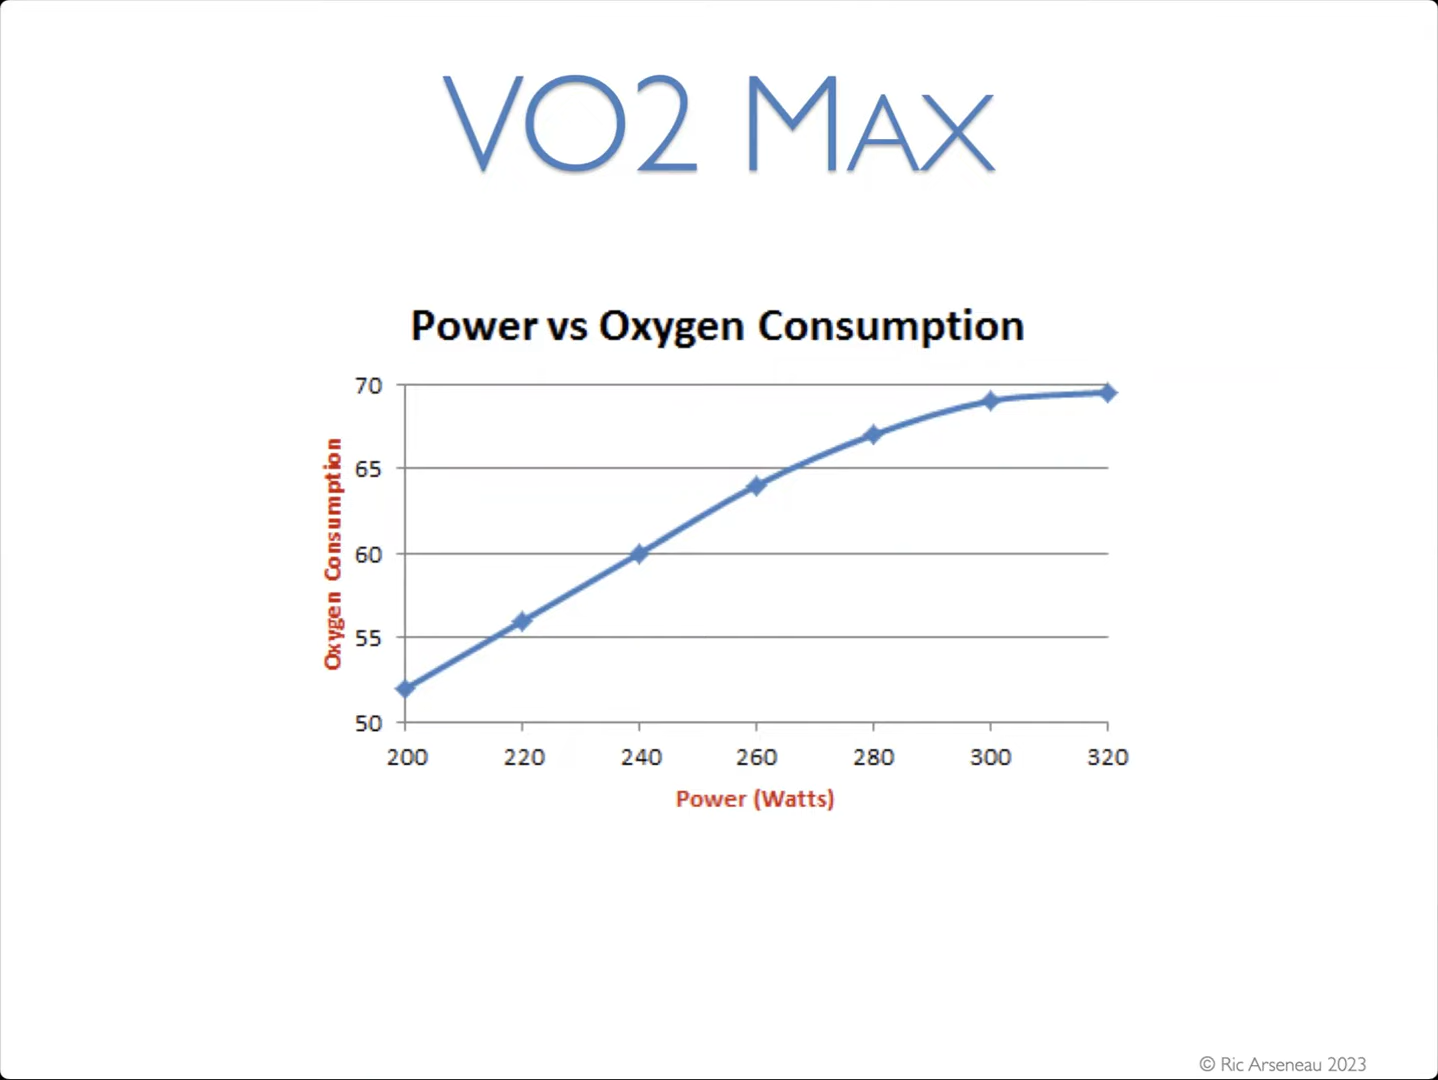 VO2 Max
Power vs Oxygen Consumption
70
65
60
55
50
Oxygen Consumption
200 220 240 260 280 300 320
Power (Watts)
© Ric Arseneau 2023